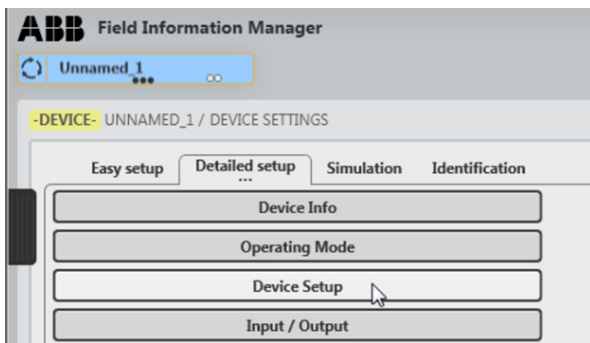 ABB Field Information Manager
Unnamed_1
-DEVICE- UNNAMED_1 / DEVICE SETTINGS
Easy setup Detailed setup Simulation Identification
Device Info
Operating Mode
Device Setup
Input / Output